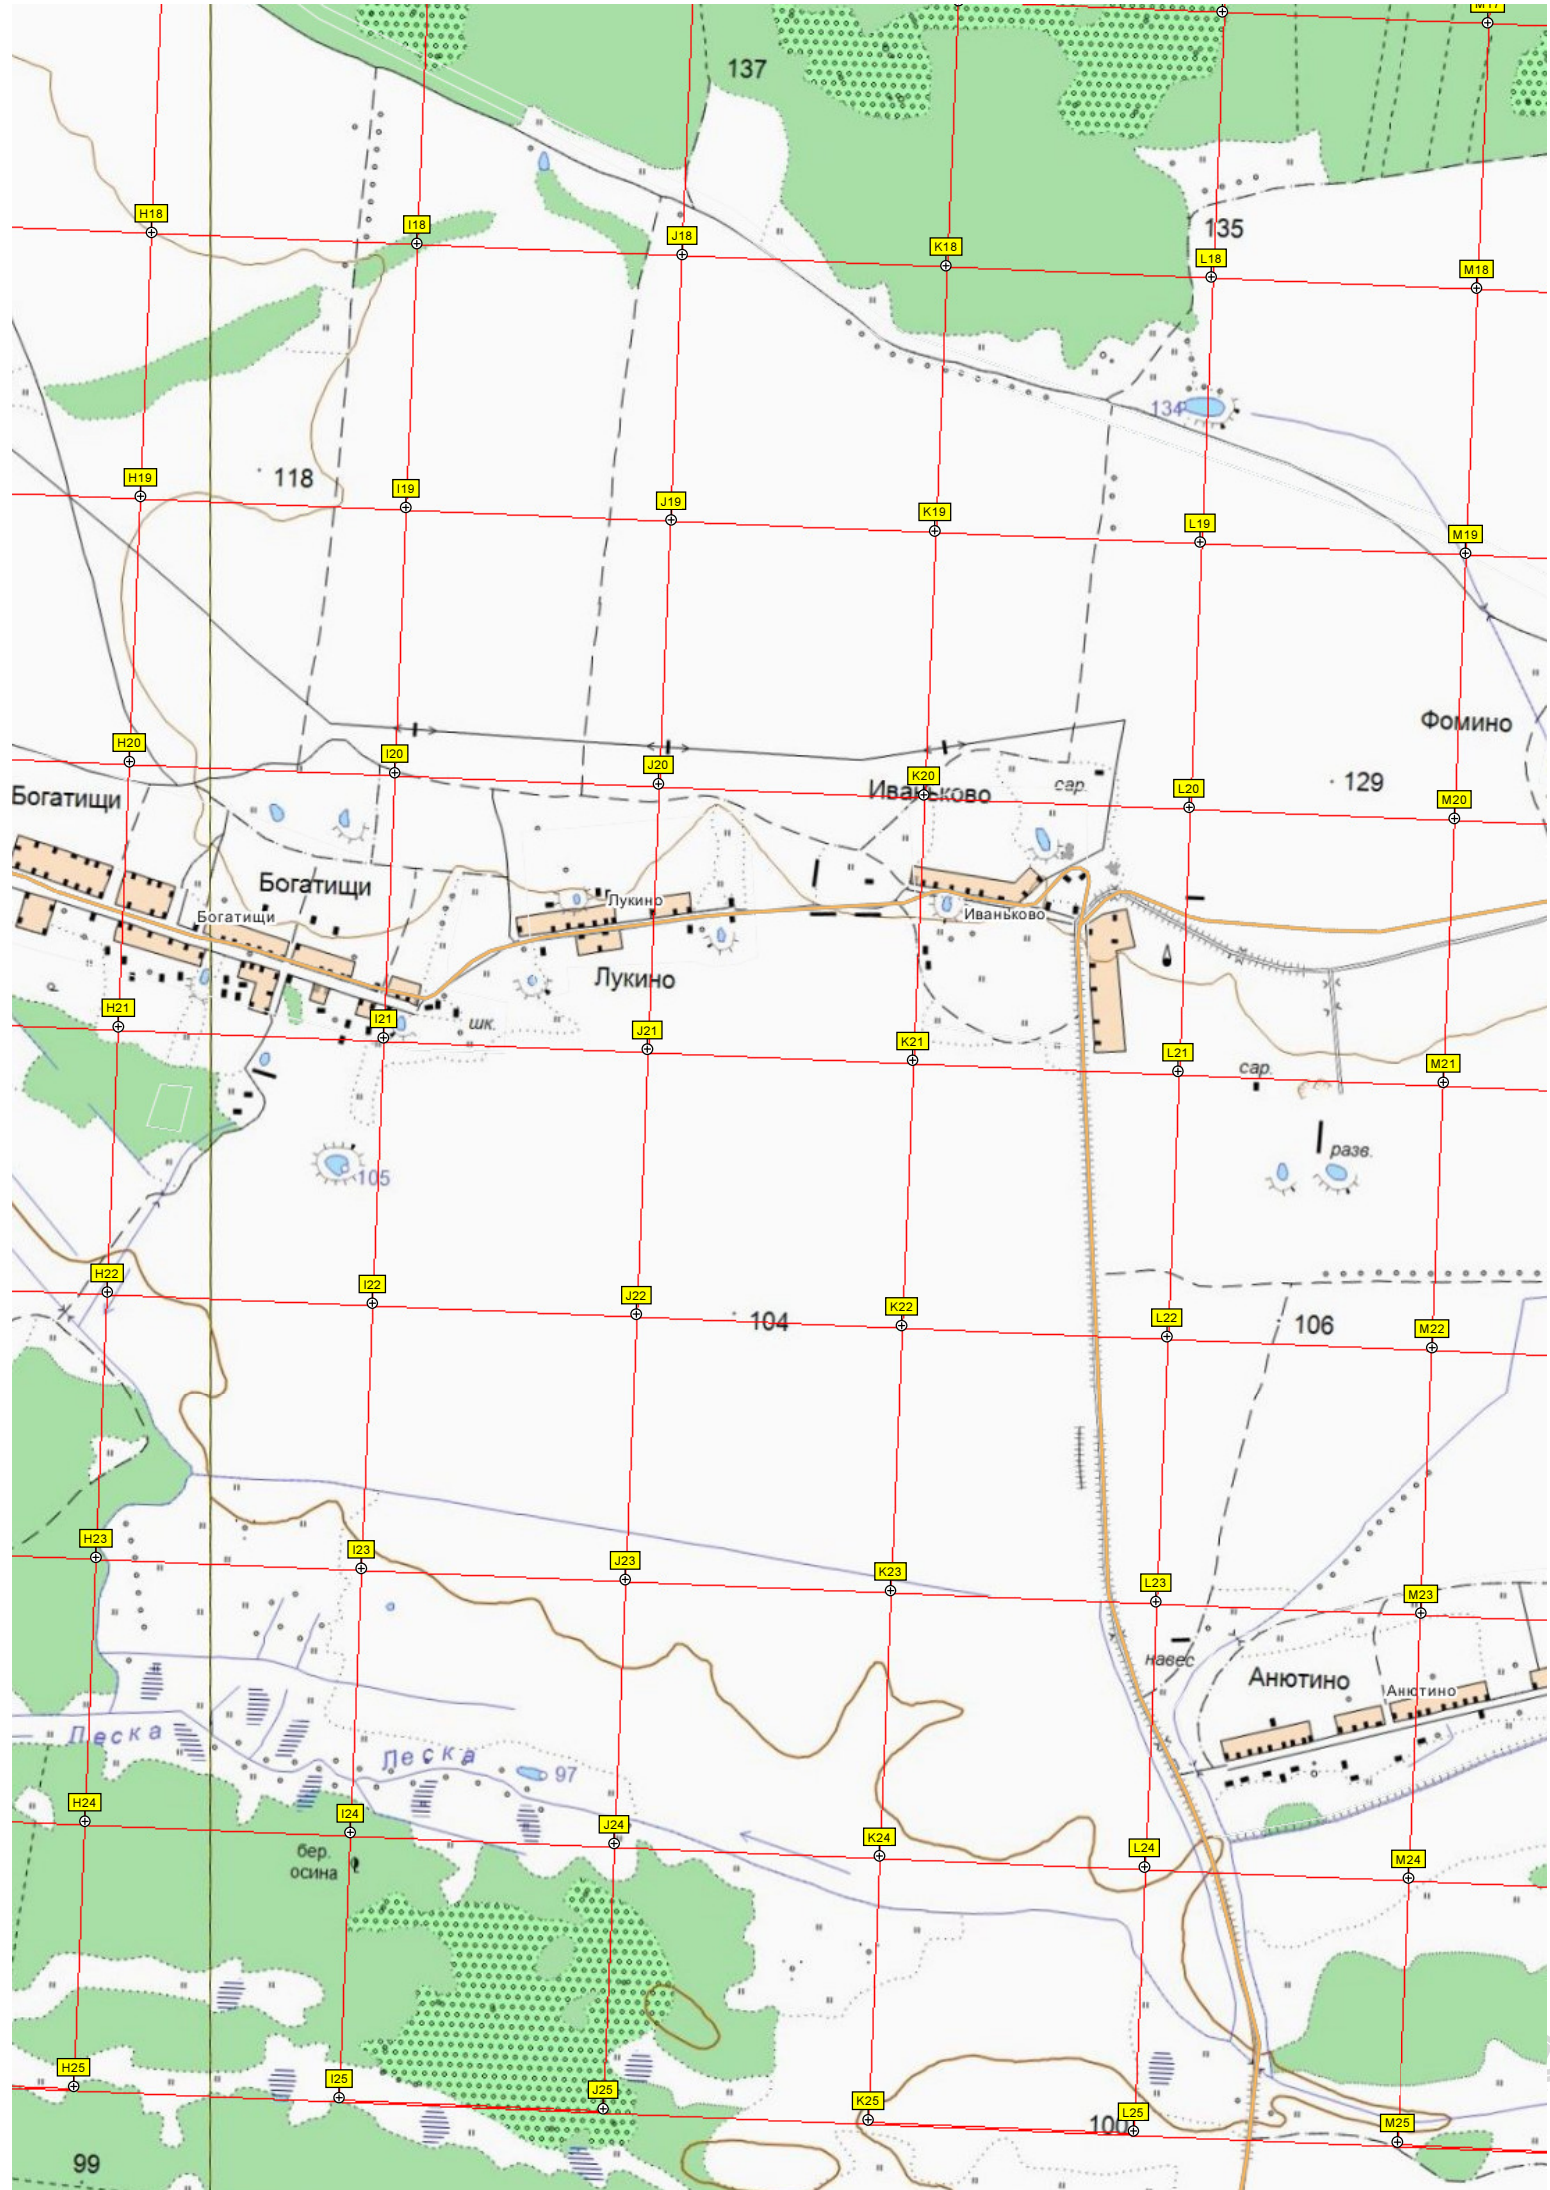 M17
137
H18
I18
J18
135
K18
L18
M18
134
118
H19
I19
J19
K19
L19
M19
Фомино
H20
I20
J20
K20
сар.
129
L20
M20
Богатищи
Иваньково
Богатищи
Лукино
Богатищи
Иваньково
Лукино
H21
I21
шк.
J21
K21
L21
сар.
M21
разв.
105
H22
I22
J22
104
K22
L22
106
M22
H23
I23
J23
K23
L23
M23
навес
Анютино
Анютино
Песка
Песка
97
H24
I24
J24
K24
L24
M24
бер.
осина
H25
I25
J25
K25
100
L25
M25
99